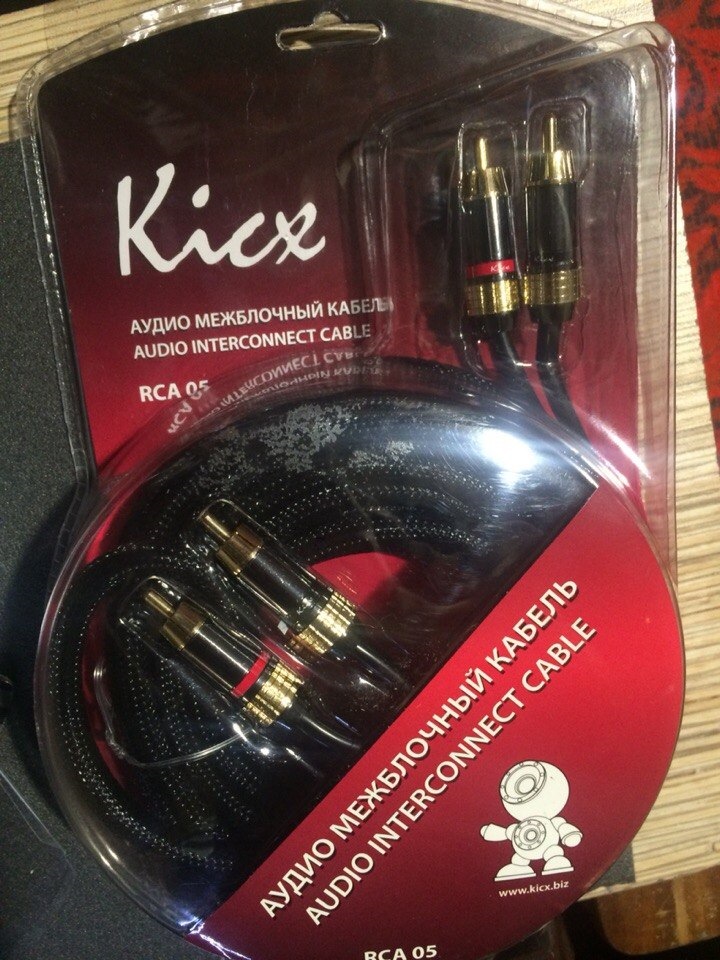 Kicx
АУДИО МЕЖБЛОЧНЫЙ КАБЕЛЬ
AUDIO INTERCONNECT CABLE
RCA 05
Kicx
АУДИО МЕЖБЛОЧНЫЙ КАБЕЛЬ
AUDIO INTERCONNECT CABLE
www.kicx.biz
RCA 05